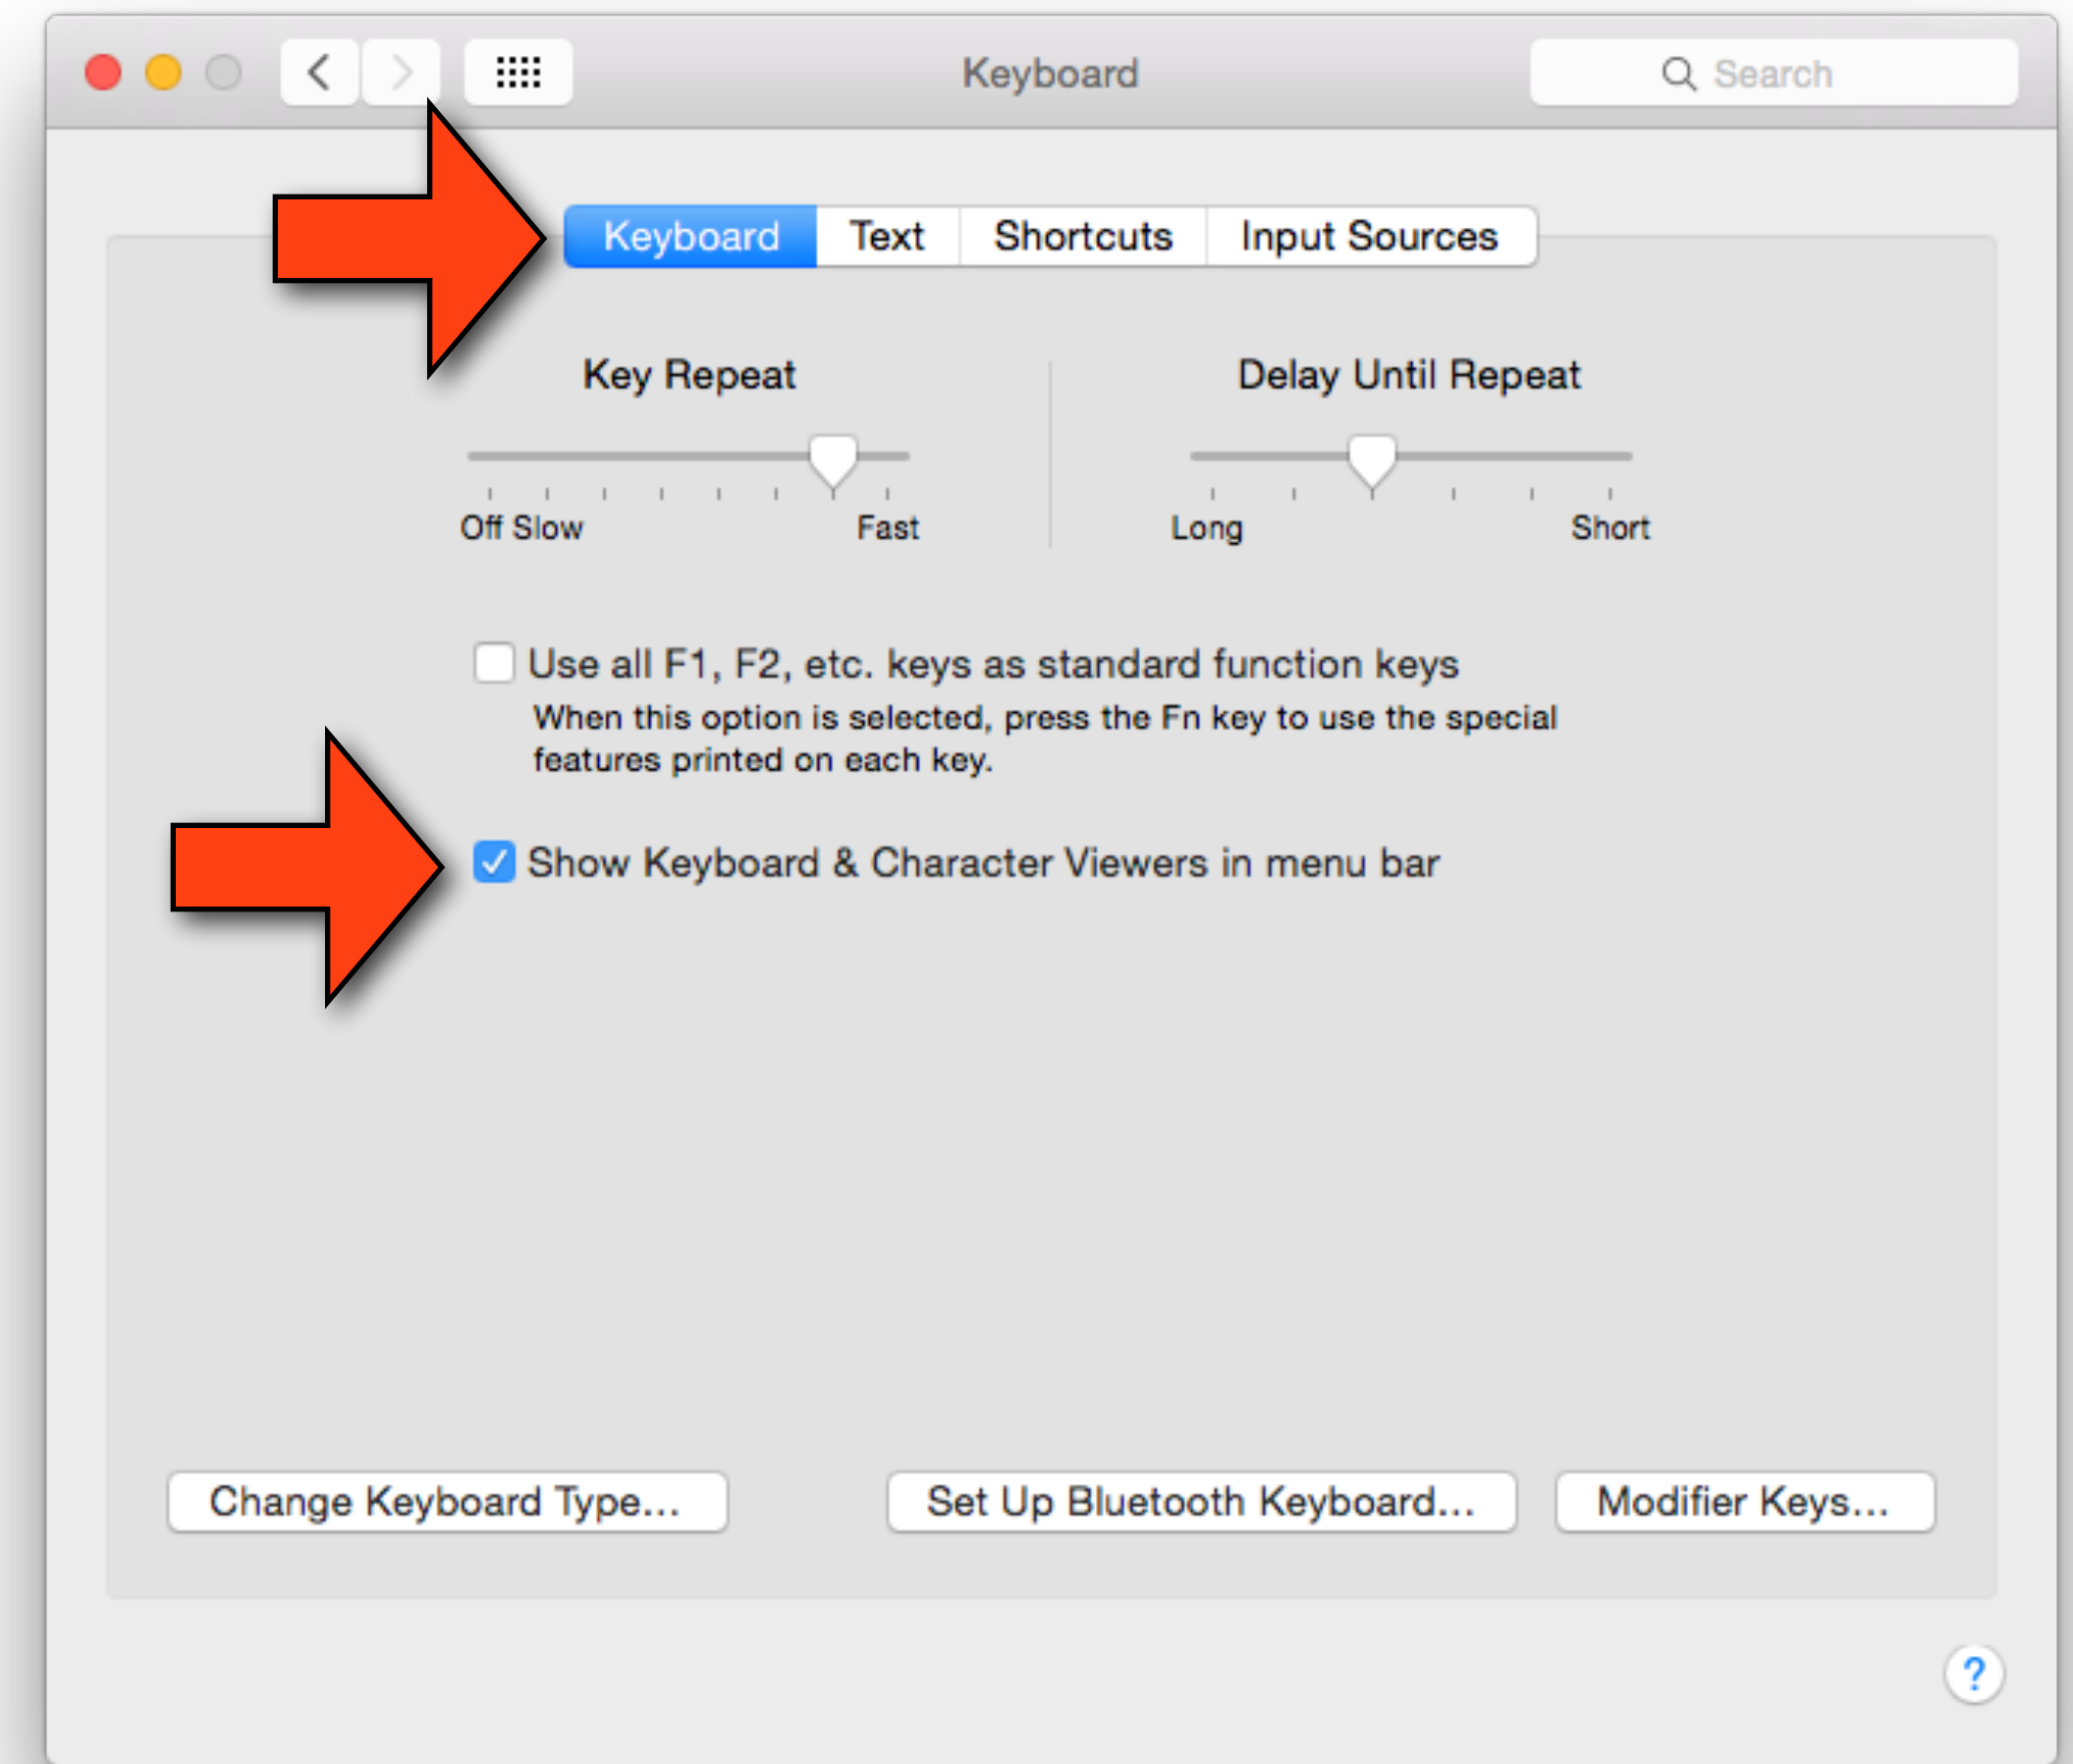 Keyboard
Search
Keyboard Text Shortcuts Input Sources
Key Repeat
Delay Until Repeat
Off Slow Fast
Long Short
Use all F1, F2, etc. keys as standard function keys
When this option is selected, press the Fn key to use the special
features printed on each key.
Show Keyboard & Character Viewers in menu bar
Change Keyboard Type...
Set Up Bluetooth Keyboard...
Modifier Keys...
?